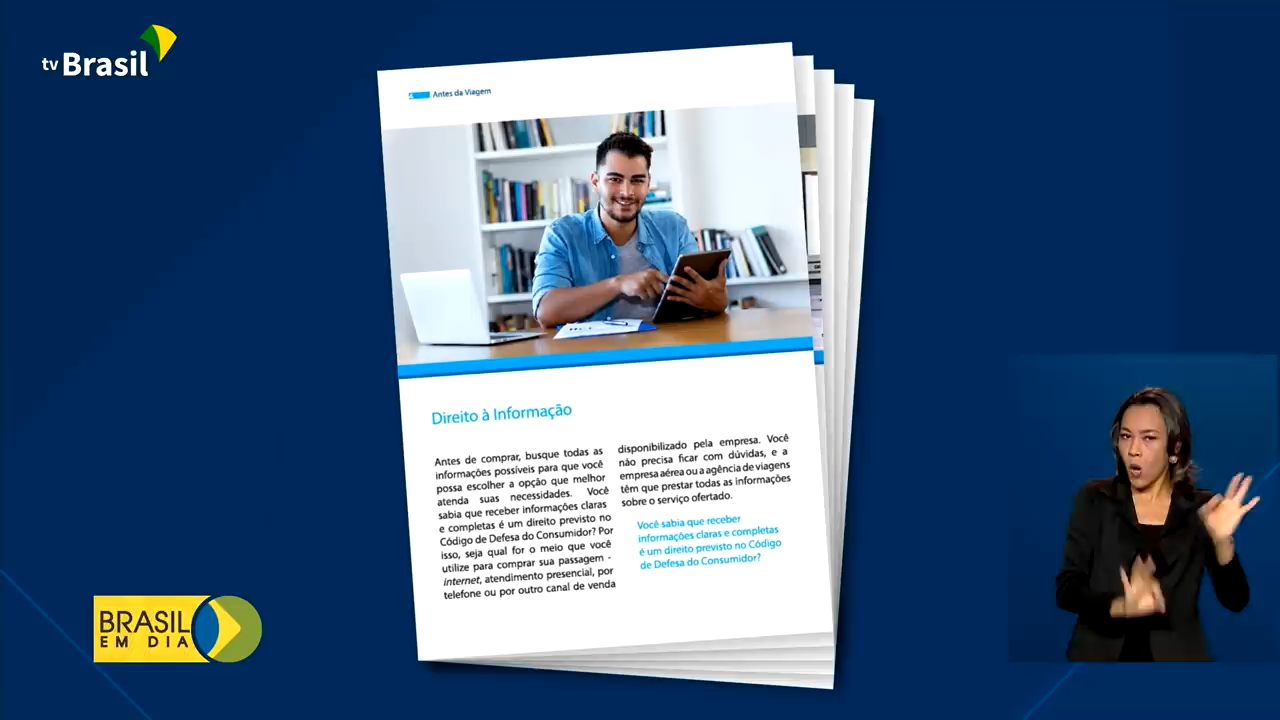 tv Brasil
4 Antes da Viagem
Direito à Informação
Antes de comprar, busque todas as
informações possíveis para que você
possa escolher a opção que melhor
atenda suas necessidades. Você
sabia que receber informações claras
e completas é um direito previsto no
Código de Defesa do Consumidor? Por
isso, seja qual for o meio que você
utilize para comprar sua passagem -
internet, atendimento presencial, por
telefone ou por outro canal de venda
disponibilizado pela empresa. Você
não precisa ficar com dúvidas, e a
empresa aérea ou a agência de viagens
têm que prestar todas as informações
sobre o serviço ofertado.
Você sabia que receber
informações claras e completas
é um direito previsto no Código
de Defesa do Consumidor?
BRASIL
EM DIA